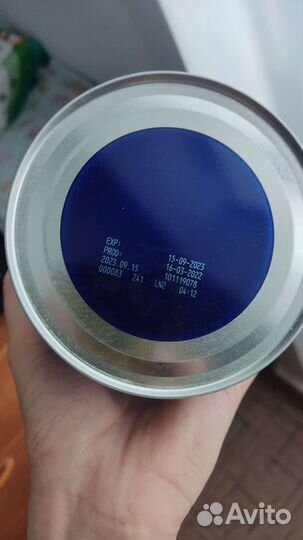 EXP: 15-09-2023
PROD: 16-03-2022
2023.09.15 101119078
000083 Z41 LN2 04:12
Avito